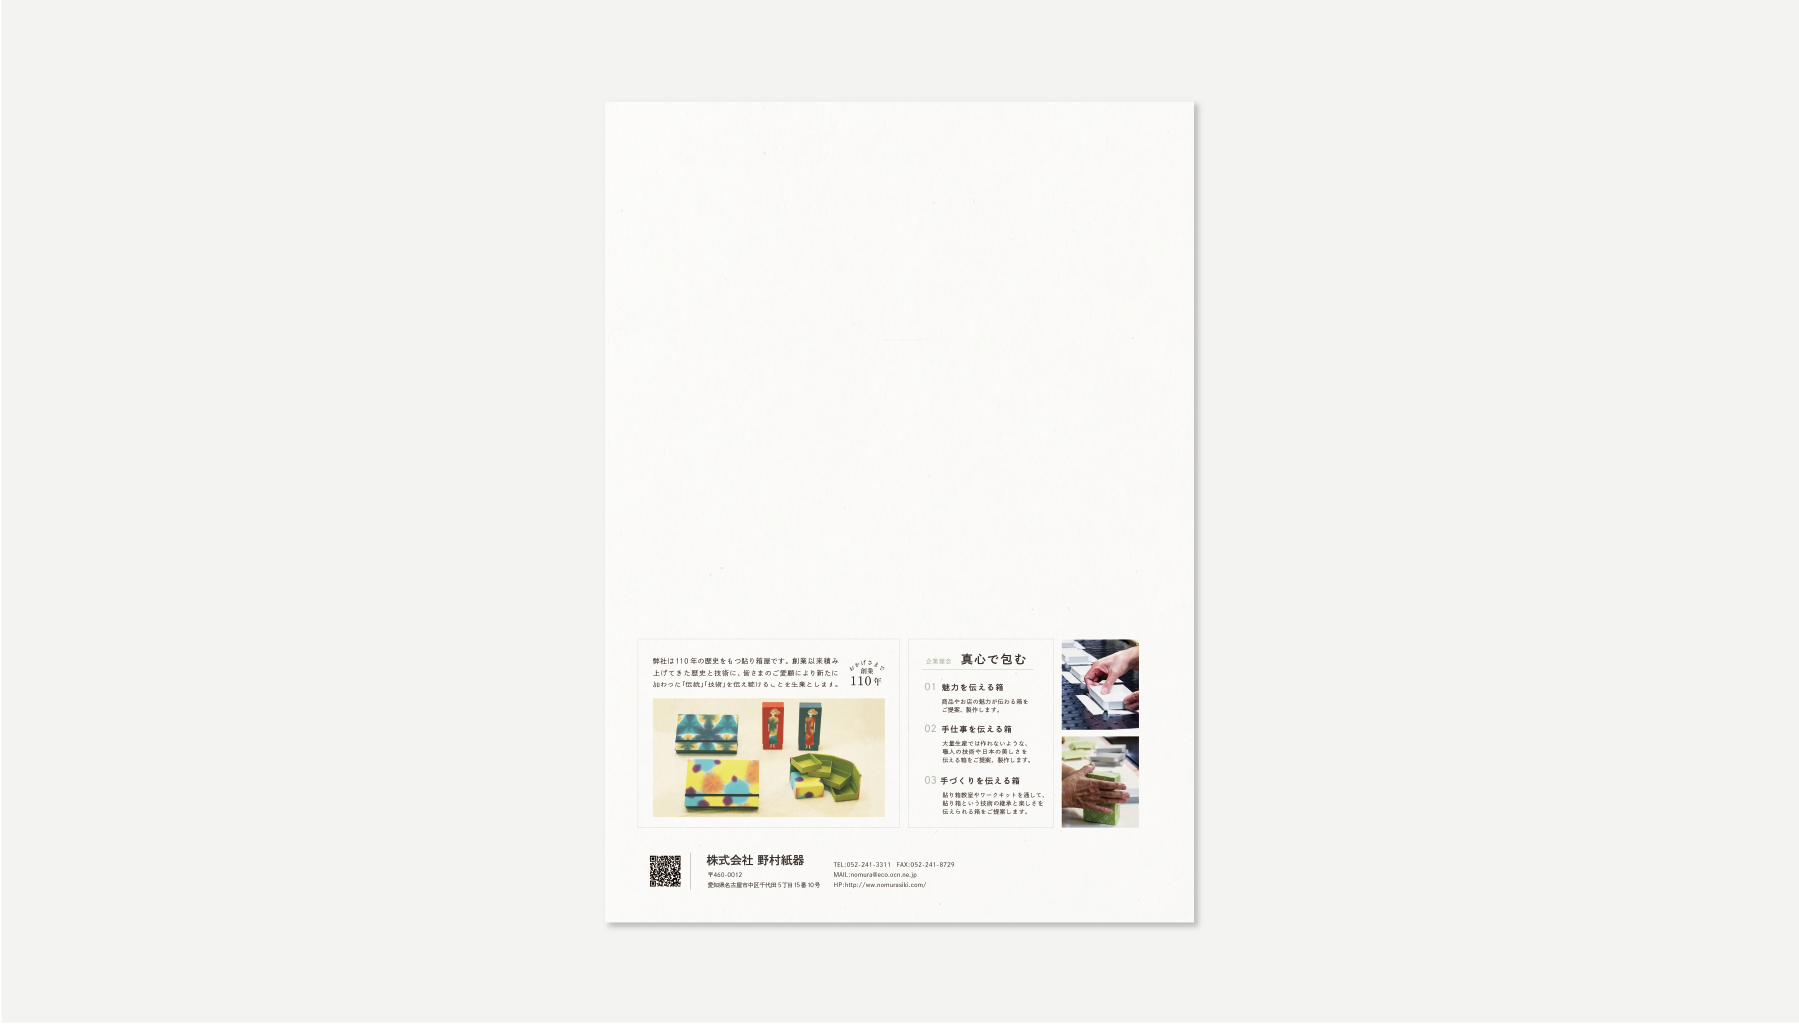 弊社は110年の歴史をもつ貼り箱屋です。創業以来積み
上げてきた歴史と技術に、皆さまのご愛顧により新たに
加わった「伝統」「技術」を伝え続けることを生業とします。
おかげさまで
創業
110年
企業理念 真心で包む
01 魅力を伝える箱
商品やお店の魅力が伝わる箱を
ご提案、製作します。
02 手仕事を伝える箱
大量生産では作れないような、
職人の技術や日本の美しさを
伝える箱をご提案、製作します。
03 手づくりを伝える箱
貼り箱教室やワークキットを通して、
貼り箱という技術の継承と楽しさを
伝えられる箱をご提案します。
株式会社 野村紙器
〒460-0012
愛知県名古屋市中区千代田5丁目15番10号
TEL:052-241-3311 FAX:052-241-8729
MAIL:nomura@eco.ocn.ne.jp
HP:http://ww.nomurasiki.com/